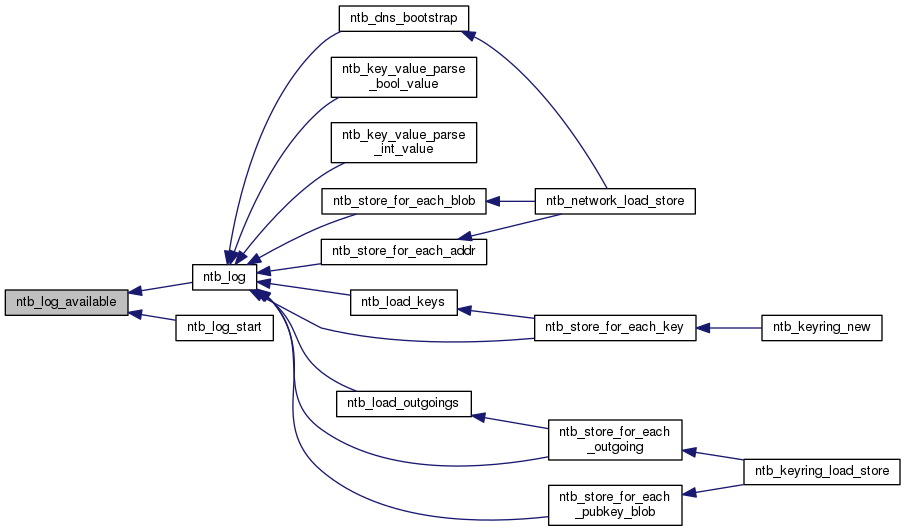 ntb_dns_bootstrap
ntb_key_value_parse
_bool_value
ntb_key_value_parse
_int_value
ntb_store_for_each_blob
ntb_network_load_store
ntb_store_for_each_addr
ntb_log
ntb_log_available
ntb_load_keys
ntb_log_start
ntb_store_for_each_key
ntb_keyring_new
ntb_load_outgoings
ntb_store_for_each
_outgoing
ntb_keyring_load_store
ntb_store_for_each
_pubkey_blob